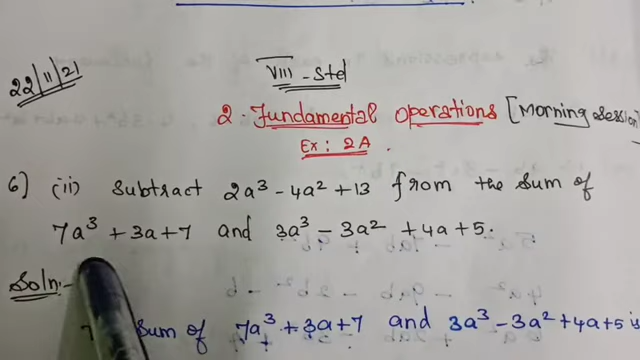 22/11/21
VIII - Std
2. Fundamental Operations [Morning session]
Ex: 2A.
6) (ii) Subtract 2a³ - 4a² + 13 from the sum of
7a³ + 3a + 7 and 3a³ - 3a² + 4a + 5.
Soln:-
Sum of 7a³ + 3a + 7 and 3a³ - 3a² + 4a + 5 is